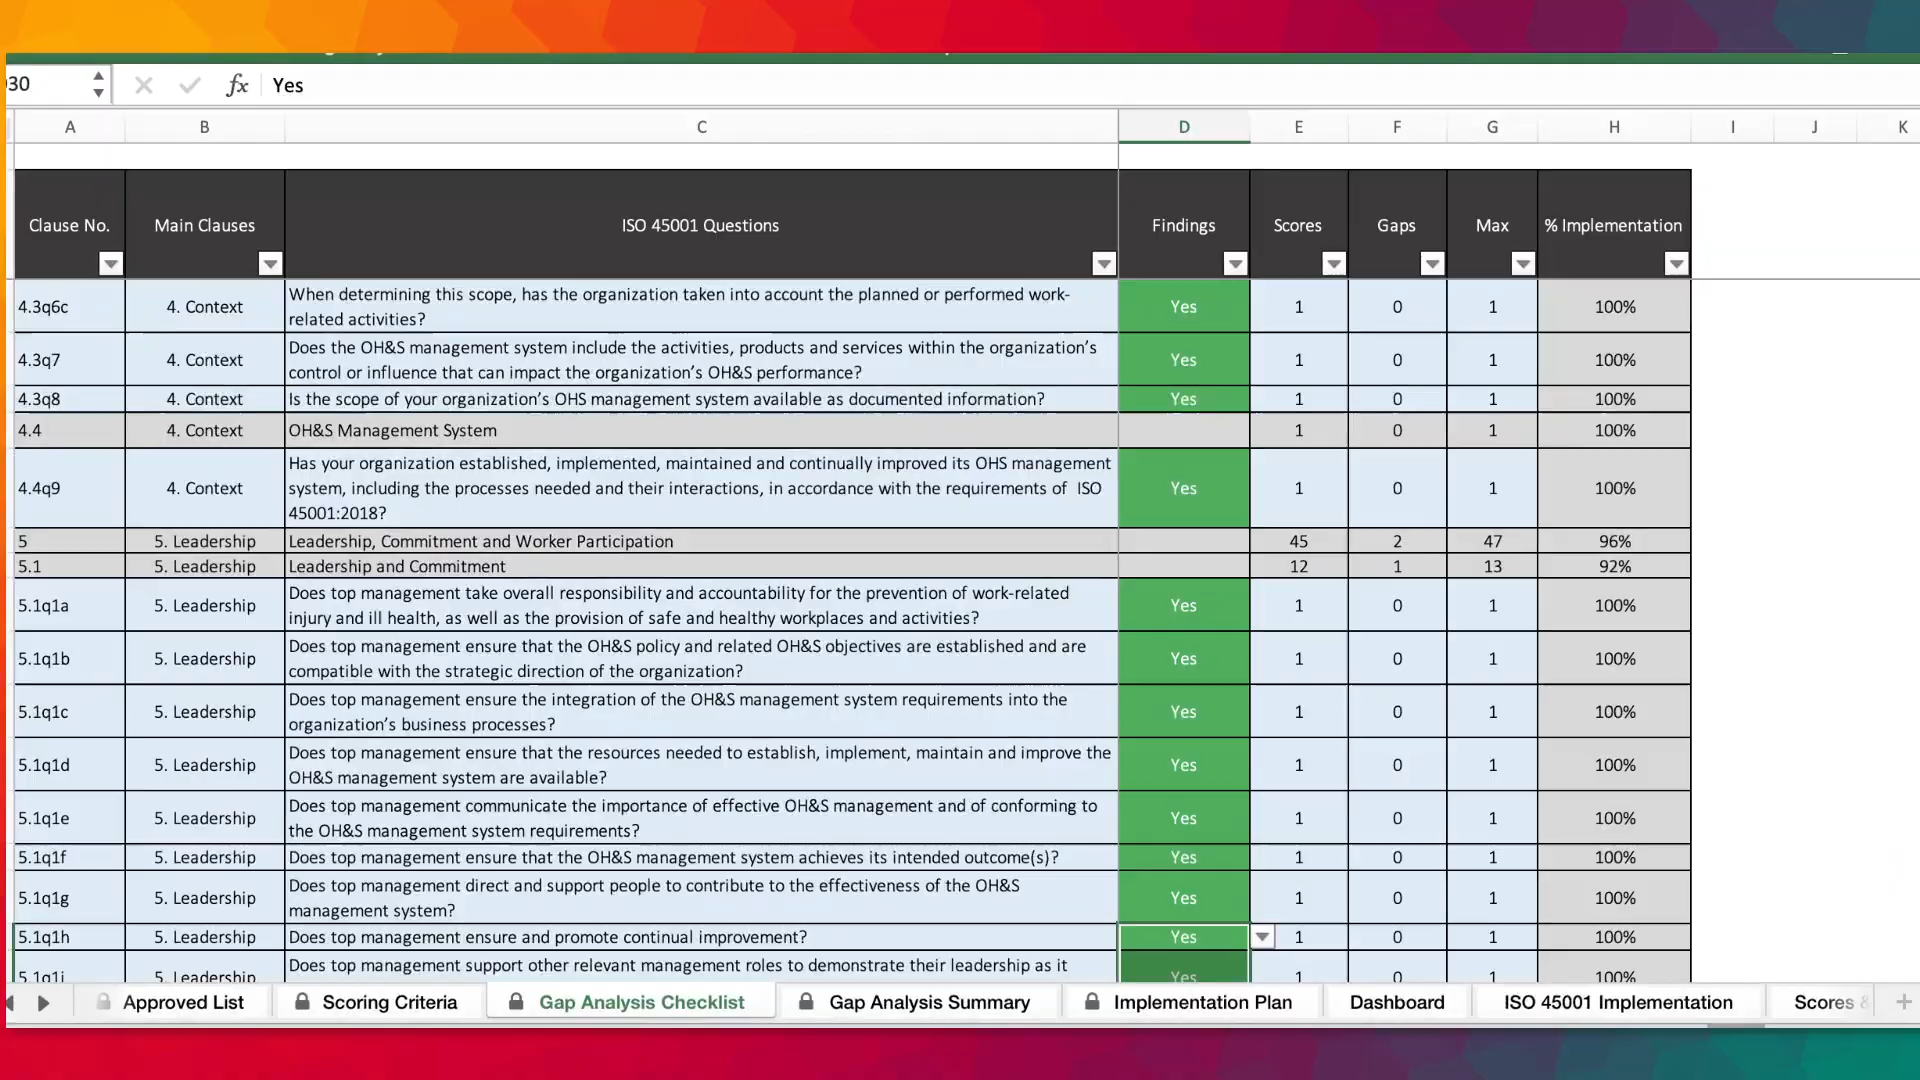 30
fx
Yes
A B C D E F G H I J K
Clause No. Main Clauses ISO 45001 Questions Findings Scores Gaps Max % Implementation
4.3q6c 4. Context When determining this scope, has the organization taken into account the planned or performed work-
related activities? Yes 1 0 1 100%
4.3q7 4. Context Does the OH&S management system include the activities, products and services within the organization's
control or influence that can impact the organization's OH&S performance? Yes 1 0 1 100%
4.3q8 4. Context Is the scope of your organization's OHS management system available as documented information? Yes 1 0 1 100%
4.4 4. Context OH&S Management System 1 0 1 100%
4.4q9 4. Context Has your organization established, implemented, maintained and continually improved its OHS management
system, including the processes needed and their interactions, in accordance with the requirements of ISO
45001:2018? Yes 1 0 1 100%
5 5. Leadership Leadership, Commitment and Worker Participation 45 2 47 96%
5.1 5. Leadership Leadership and Commitment 12 1 13 92%
5.1q1a 5. Leadership Does top management take overall responsibility and accountability for the prevention of work-related
injury and ill health, as well as the provision of safe and healthy workplaces and activities? Yes 1 0 1 100%
5.1q1b 5. Leadership Does top management ensure that the OH&S policy and related OH&S objectives are established and are
compatible with the strategic direction of the organization? Yes 1 0 1 100%
5.1q1c 5. Leadership Does top management ensure the integration of the OH&S management system requirements into the
organization's business processes? Yes 1 0 1 100%
5.1q1d 5. Leadership Does top management ensure that the resources needed to establish, implement, maintain and improve the
OH&S management system are available? Yes 1 0 1 100%
5.1q1e 5. Leadership Does top management communicate the importance of effective OH&S management and of conforming to
the OH&S management system requirements? Yes 1 0 1 100%
5.1q1f 5. Leadership Does top management ensure that the OH&S management system achieves its intended outcome(s)? Yes 1 0 1 100%
5.1q1g 5. Leadership Does top management direct and support people to contribute to the effectiveness of the OH&S
management system? Yes 1 0 1 100%
5.1q1h 5. Leadership Does top management ensure and promote continual improvement? Yes 1 0 1 100%
5.1q1i 5. Leadership Does top management support other relevant management roles to demonstrate their leadership as it Yes 1 0 1 100%
Approved List Scoring Criteria Gap Analysis Checklist Gap Analysis Summary Implementation Plan Dashboard ISO 45001 Implementation Scores